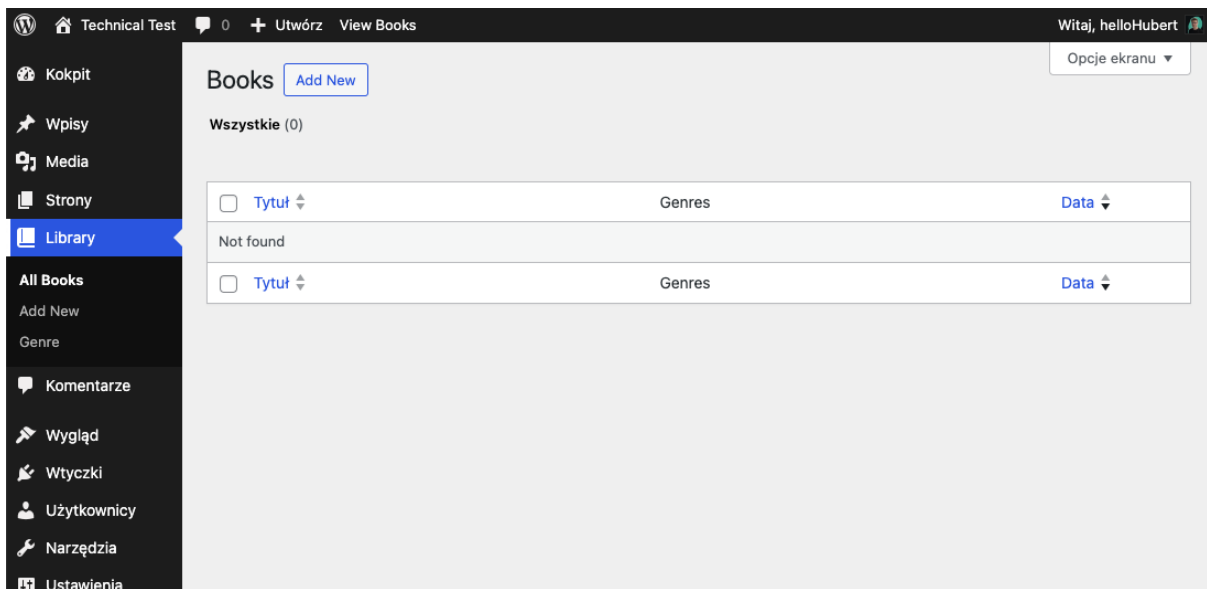 Technical Test 0 Utwórz View Books Witaj, helloHubert
Opcje ekranu
Kokpit
Wpisy
Media
Strony
Library
All Books
Add New
Genre
Komentarze
Wygląd
Wtyczki
Użytkownicy
Narzędzia
Ustawienia
Books Add New
Wszystkie (0)
Tytuł Genres Data
Not found
Tytuł Genres Data